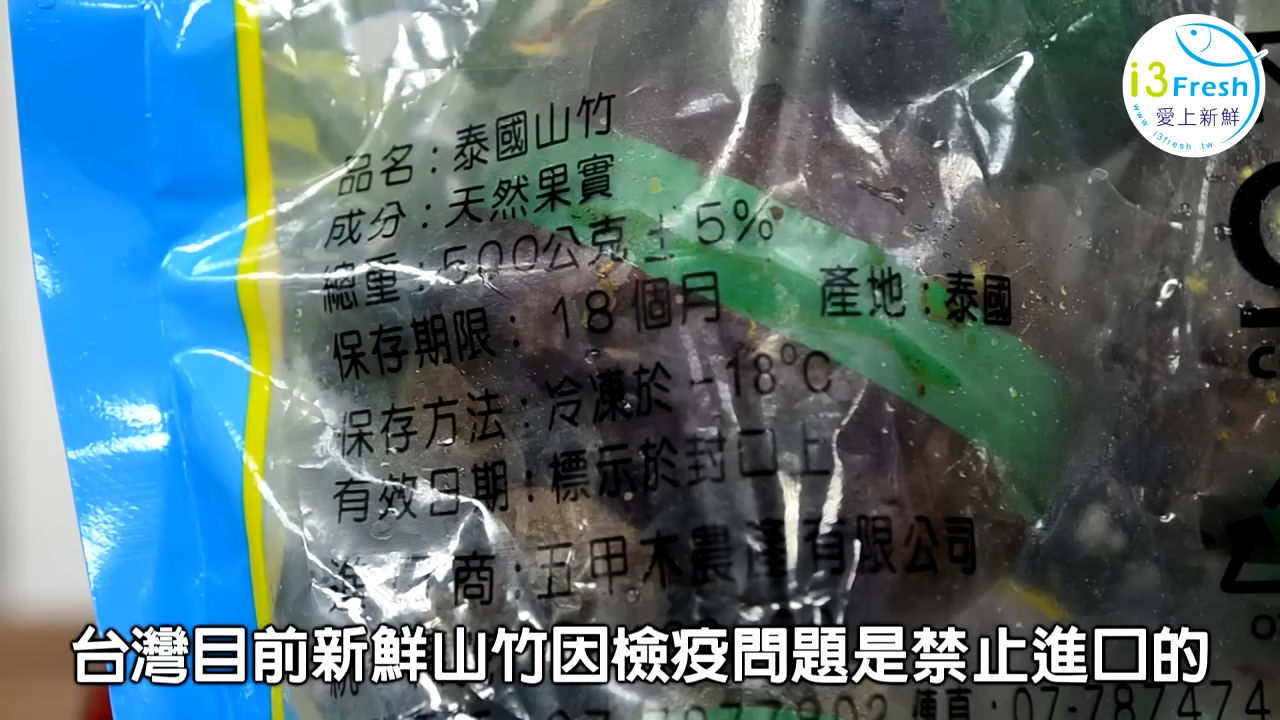 i3Fresh
愛上新鮮
www.i3fresh.tw
品名：泰國山竹
成分：天然果實
總重：500公克±5%
保存期限：18個月 產地：泰國
保存方法：冷凍於-18°C
有效日期：標示於封口上
商：五甲木農產有限公司
台灣目前新鮮山竹因檢疫問題是禁止進口的
傳真：07-787474